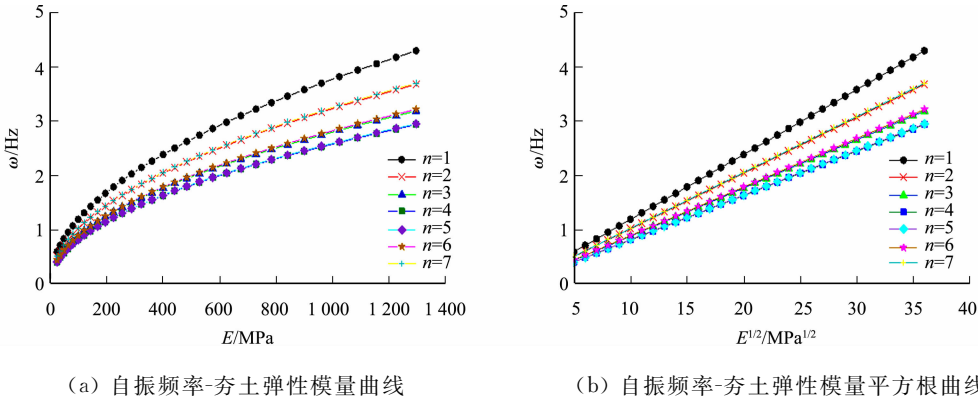 5
4
3
2
1
0
ω/Hz
0
200
400
600
800
1 000
1 200
1 400
E/MPa
n=1
n=2
n=3
n=4
n=5
n=6
n=7
(a) 自振频率-夯土弹性模量曲线
5
4
3
2
1
0
ω/Hz
5
10
15
20
25
30
35
40
E^{1/2}/MPa^{1/2}
n=1
n=2
n=3
n=4
n=5
n=6
n=7
(b) 自振频率-夯土弹性模量平方根曲线